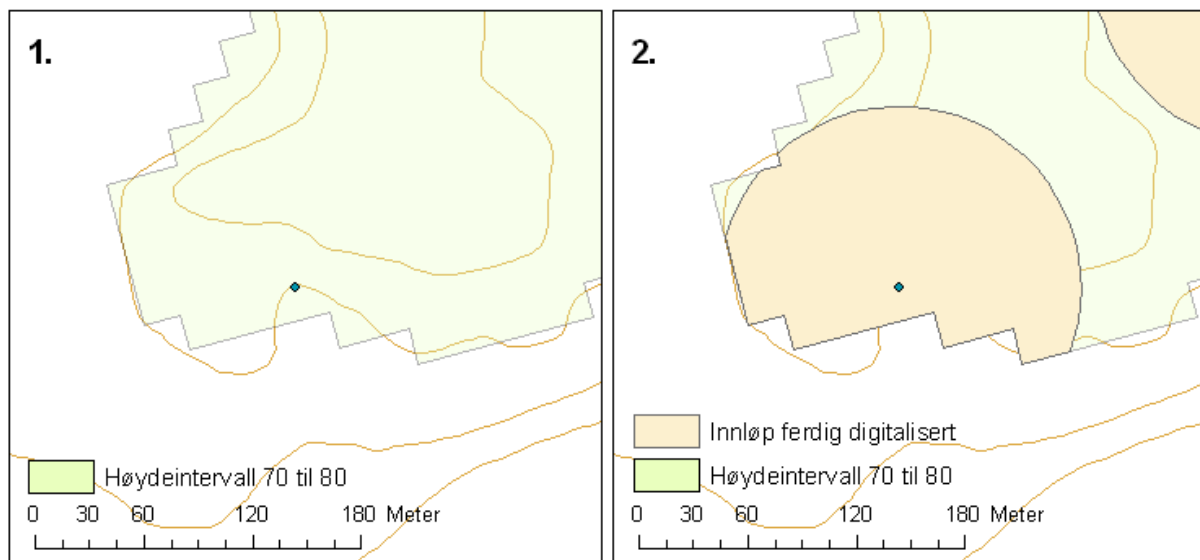 1.
Høydeintervall 70 til 80
0 30 60 120 180 Meter
2.
Innløp ferdig digitalisert
Høydeintervall 70 til 80
0 30 60 120 180 Meter